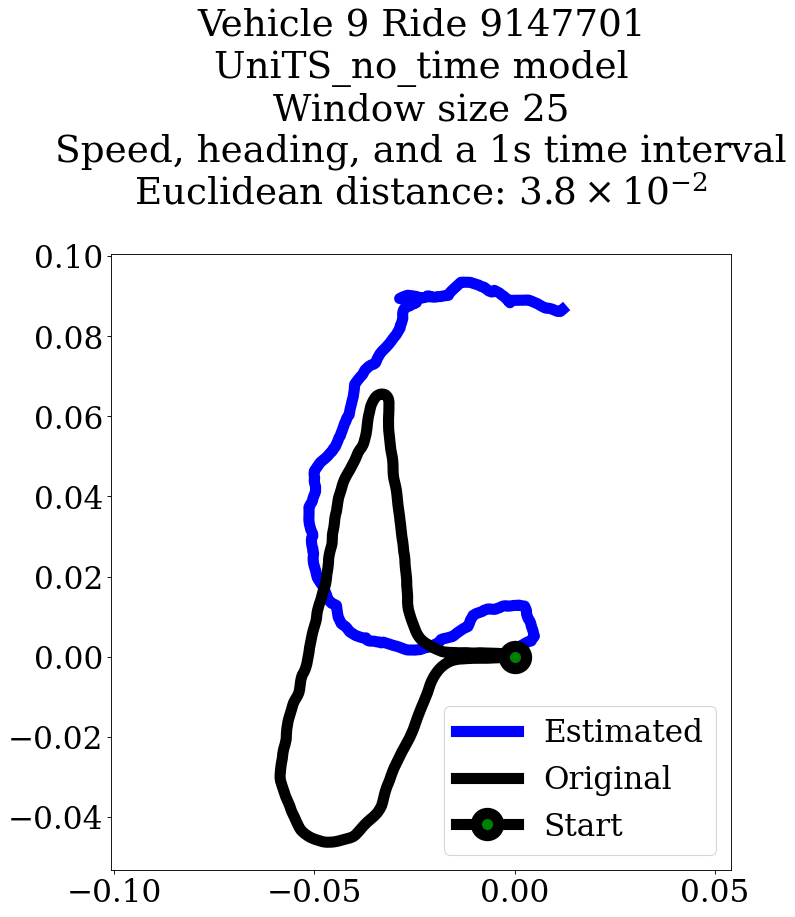 Vehicle 9 Ride 9147701
UniTS_no_time model
Window size 25
Speed, heading, and a 1s time interval
Euclidean distance: 3.8 × 10⁻²
0.10
0.08
0.06
0.04
0.02
0.00
−0.02
−0.04
Estimated
Original
Start
−0.10
−0.05
0.00
0.05